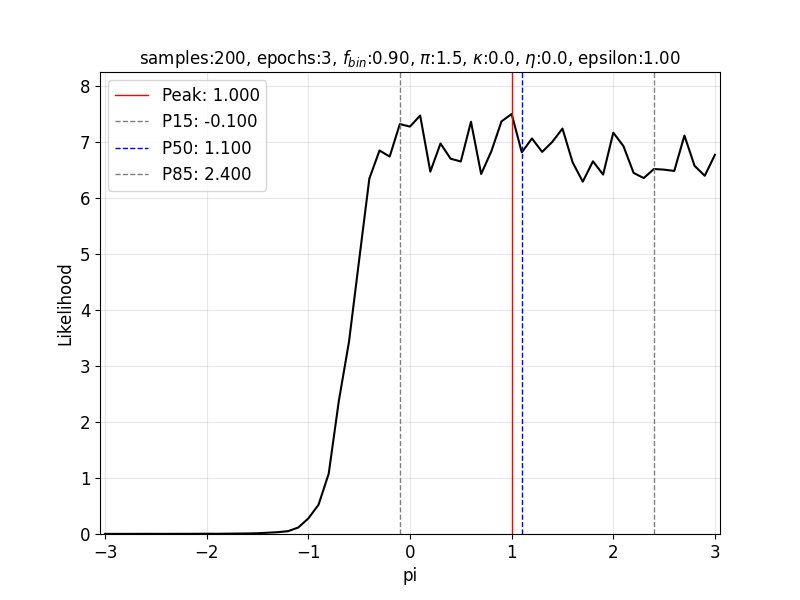 samples:200, epochs:3, f_bin:0.90, π:1.5, κ:0.0, η:0.0, epsilon:1.00
Peak: 1.000
P15: -0.100
P50: 1.100
P85: 2.400
8
7
6
5
4
3
2
1
0
Likelihood
−3 −2 −1 0 1 2 3
pi